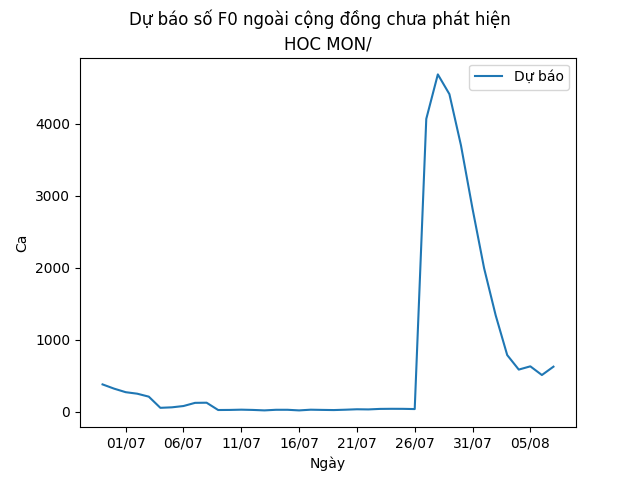 Dự báo số F0 ngoài cộng đồng chưa phát hiện
HOC MON/
Dự báo
Ca
4000
3000
2000
1000
0
01/07 06/07 11/07 16/07 21/07 26/07 31/07 05/08
Ngày